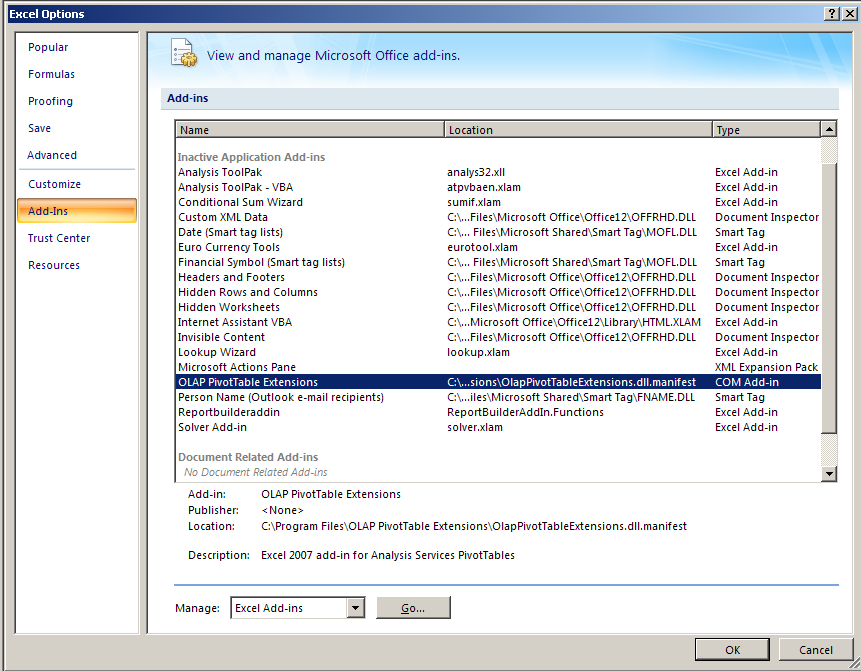 Excel Options
Popular
Formulas
Proofing
Save
Advanced
Customize
Add-Ins
Trust Center
Resources
View and manage Microsoft Office add-ins.
Add-ins
Name Location Type
Inactive Application Add-ins
Analysis ToolPak analys32.xll Excel Add-in
Analysis ToolPak - VBA atpvbaen.xlam Excel Add-in
Conditional Sum Wizard sumif.xlam Excel Add-in
Custom XML Data C:\...Files\Microsoft Office\Office12\OFFRHD.DLL Document Inspector
Date (Smart tag lists) C:\... Files\Microsoft Shared\Smart Tag\MOFL.DLL Smart Tag
Euro Currency Tools eurotool.xlam Excel Add-in
Financial Symbol (Smart tag lists) C:\... Files\Microsoft Shared\Smart Tag\MOFL.DLL Smart Tag
Headers and Footers C:\...Files\Microsoft Office\Office12\OFFRHD.DLL Document Inspector
Hidden Rows and Columns C:\...Files\Microsoft Office\Office12\OFFRHD.DLL Document Inspector
Hidden Worksheets C:\...Files\Microsoft Office\Office12\OFFRHD.DLL Document Inspector
Internet Assistant VBA C:\...Microsoft Office\Office12\Library\HTML.XLAM Excel Add-in
Invisible Content C:\...Files\Microsoft Office\Office12\OFFRHD.DLL Document Inspector
Lookup Wizard lookup.xlam Excel Add-in
Microsoft Actions Pane XML Expansion Pack
OLAP PivotTable Extensions C:\...sions\OlapPivotTableExtensions.dll.manifest COM Add-in
Person Name (Outlook e-mail recipients) C:\...iles\Microsoft Shared\Smart Tag\FNAME.DLL Smart Tag
Reportbuilderaddin ReportBuilderAddIn.Functions Excel Add-in
Solver Add-in solver.xlam Excel Add-in
Document Related Add-ins
No Document Related Add-ins
Add-in: OLAP PivotTable Extensions
Publisher: <None>
Location: C:\Program Files\OLAP PivotTable Extensions\OlapPivotTableExtensions.dll.manifest
Description: Excel 2007 add-in for Analysis Services PivotTables
Manage: Excel Add-ins Go...
OK Cancel